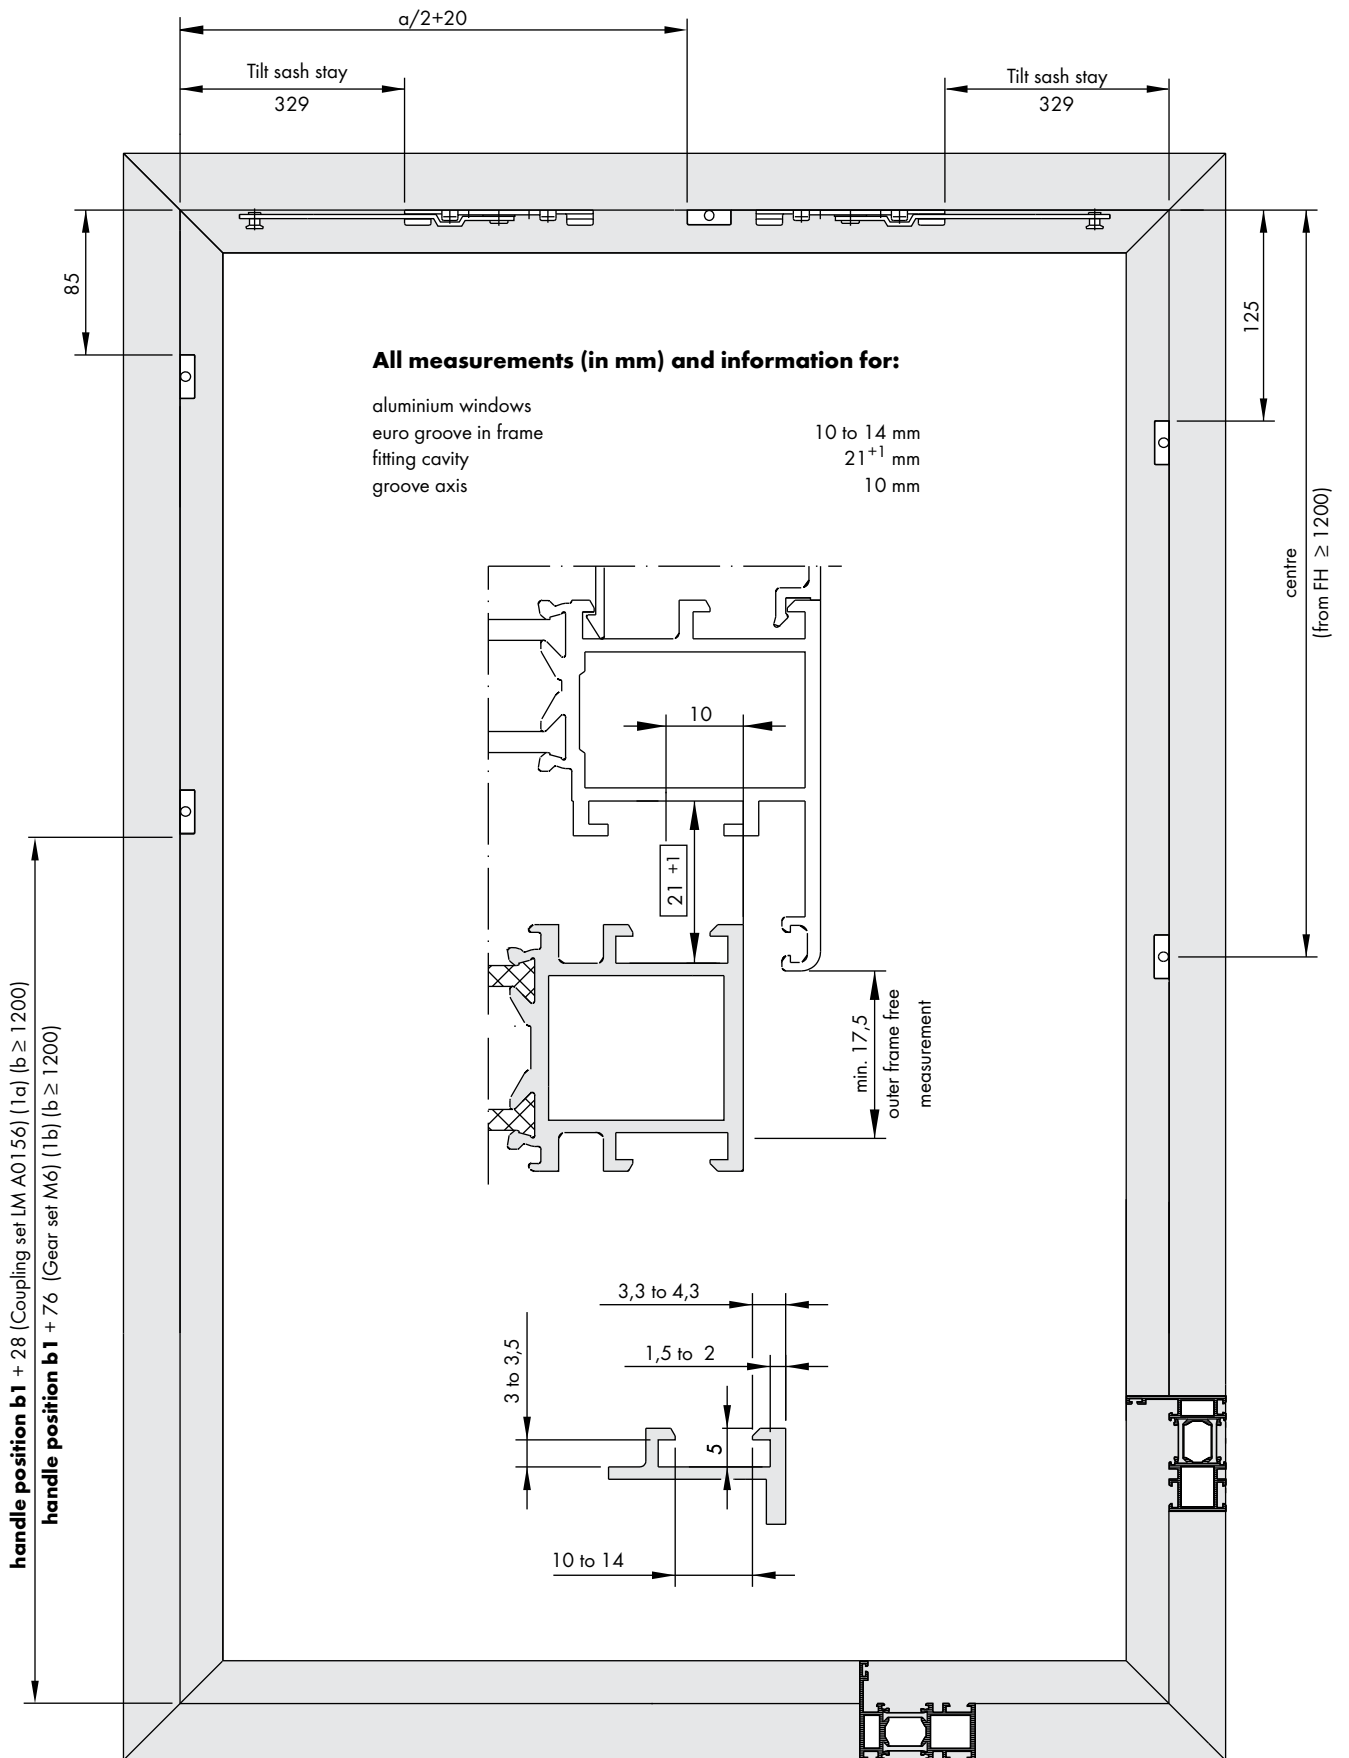 a/2+20
Tilt sash stay
329
Tilt sash stay
329
85
125
centre
(from FH ≥ 1200)
All measurements (in mm) and information for:
aluminium windows
euro groove in frame 10 to 14 mm
fitting cavity 21+1 mm
groove axis 10 mm
10
21 +1
min. 17,5
outer frame free
measurement
handle position b1 + 28 (Coupling set LM A0156) (1a) (b ≥ 1200)
handle position b1 + 76 (Gear set M6) (1b) (b ≥ 1200)
3,3 to 4,3
1,5 to 2
3 to 3,5
5
10 to 14